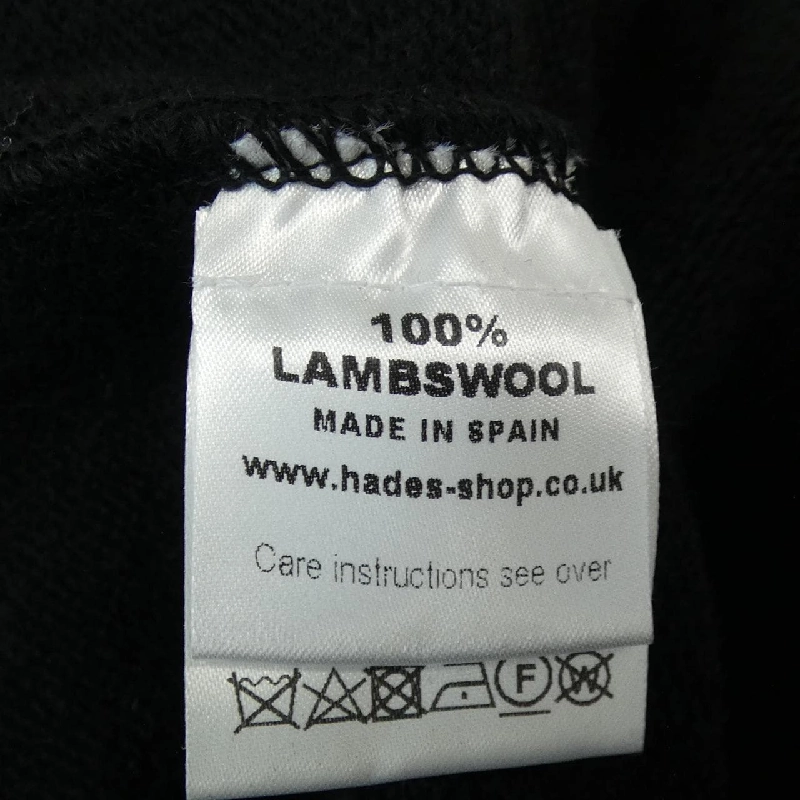 100%
LAMBSWOOL
MADE IN SPAIN
www.hades-shop.co.uk
Care instructions see over
F W